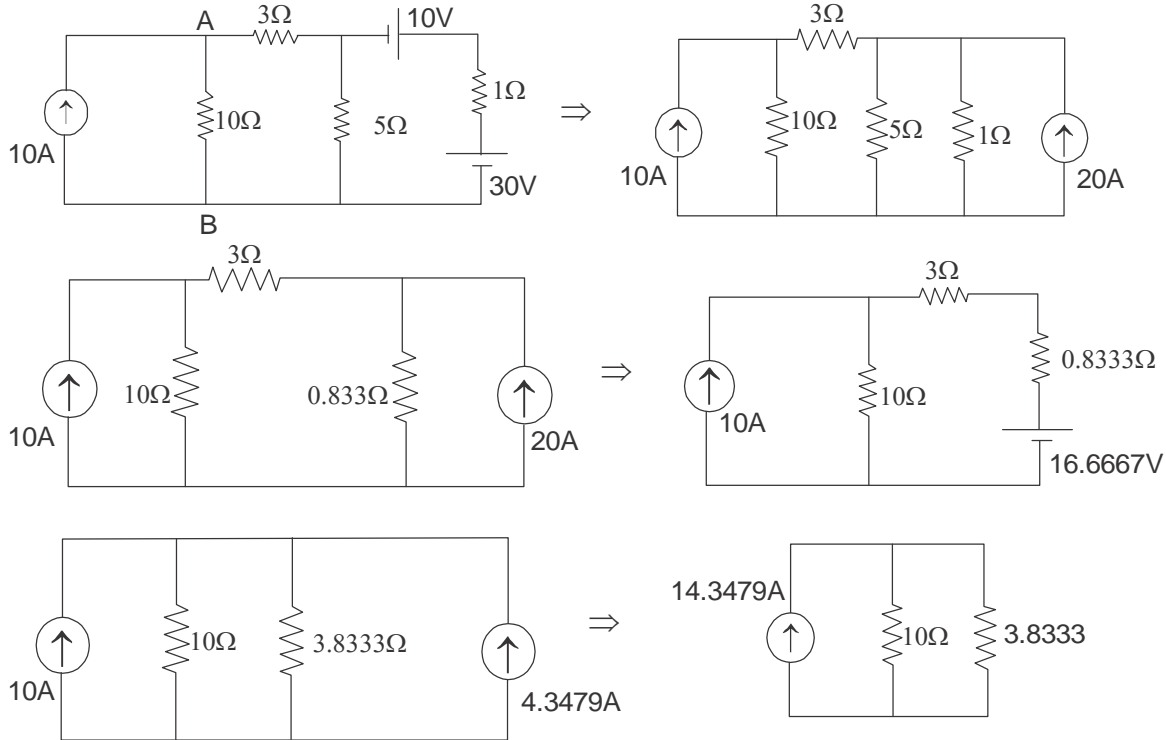 A 3Ω 10V
10Ω 5Ω 1Ω
10A 30V
B
⇒
3Ω
10Ω 5Ω 1Ω
10A 20A
3Ω
10Ω 0.833Ω
10A 20A
⇒
3Ω
0.8333Ω
10Ω
10A
16.6667V
10Ω 3.8333Ω
10A 4.3479A
⇒
14.3479A
10Ω 3.8333